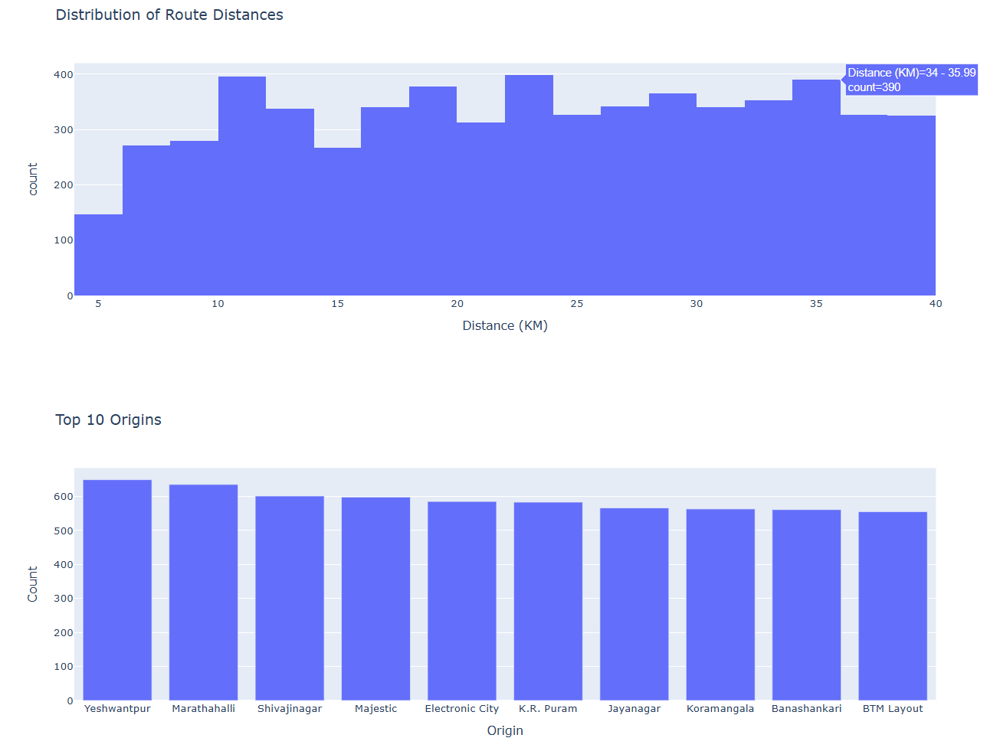 Distribution of Route Distances
400
300
200
100
0
count
Distance (KM)=34 - 35.99
count=390
5 10 15 20 25 30 35 40
Distance (KM)
Top 10 Origins
600
500
400
300
200
100
0
Count
Yeshwantpur Marathahalli Shivajinagar Majestic Electronic City K.R. Puram Jayanagar Koramangala Banashankari BTM Layout
Origin